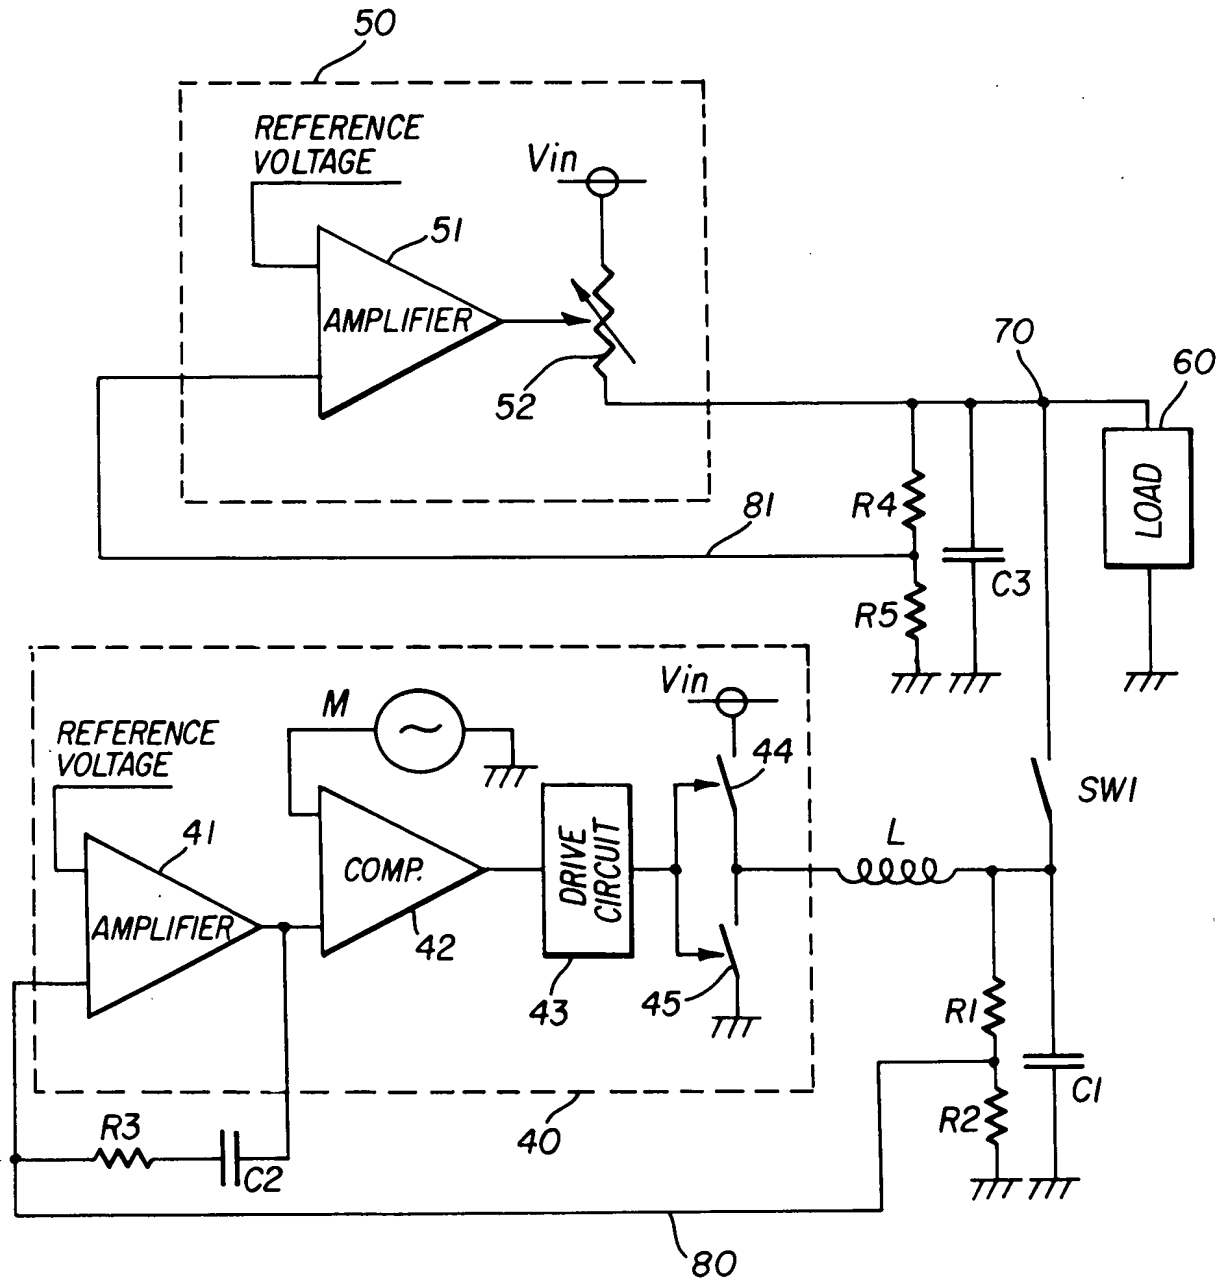 50
REFERENCE
VOLTAGE
Vin
51
AMPLIFIER
52
70
60
LOAD
R4
81
C3
R5
Vin
M
REFERENCE
VOLTAGE
44
SW1
41
L
COMP.
DRIVE
CIRCUIT
AMPLIFIER
42
43
45
R1
C1
R2
40
R3
C2
80